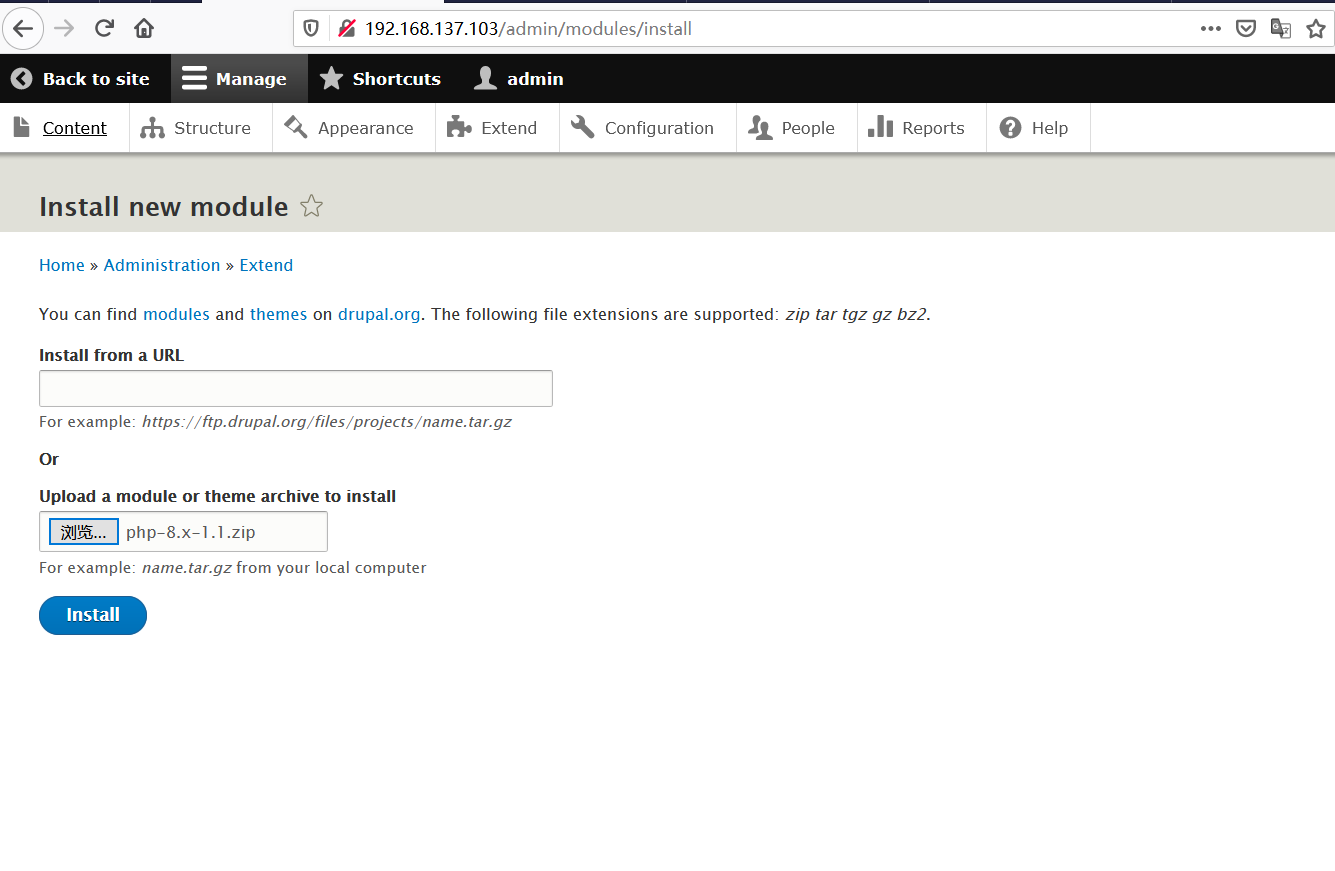 192.168.137.103/admin/modules/install
Back to site Manage Shortcuts admin
Content Structure Appearance Extend Configuration People Reports Help
Install new module
Home » Administration » Extend
You can find modules and themes on drupal.org. The following file extensions are supported: zip tar tgz gz bz2.
Install from a URL
For example: https://ftp.drupal.org/files/projects/name.tar.gz
Or
Upload a module or theme archive to install
浏览... php-8.x-1.1.zip
For example: name.tar.gz from your local computer
Install